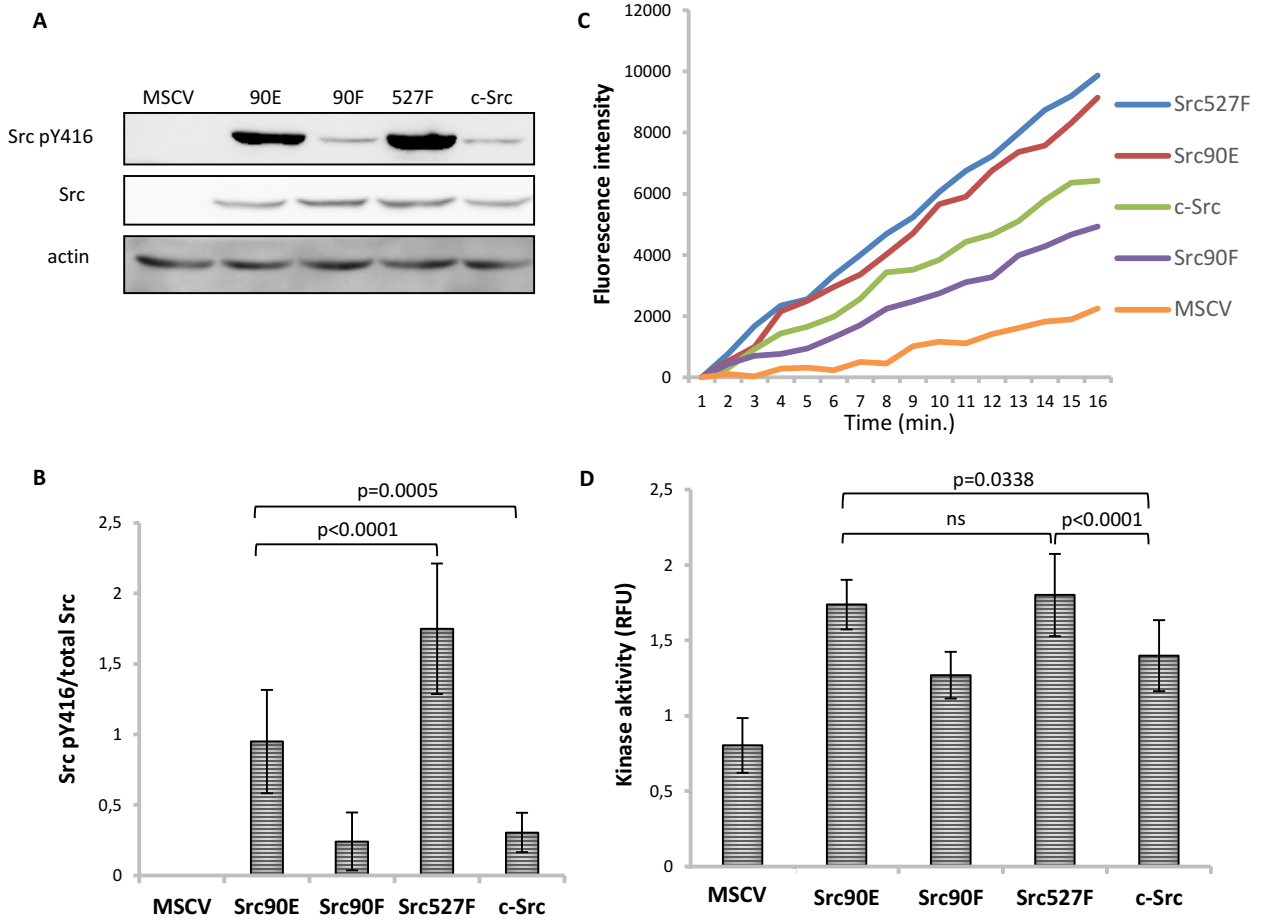 A
MSCV 90E 90F 527F c-Src
Src pY416
Src
actin
C
Fluorescence intensity
12000
10000
8000
6000
4000
2000
0
1 2 3 4 5 6 7 8 9 10 11 12 13 14 15 16
Time (min.)
Src527F
Src90E
c-Src
Src90F
MSCV
B
p=0.0005
p<0.0001
Src pY416/total Src
2,5
2
1,5
1
0,5
0
MSCV Src90E Src90F Src527F c-Src
D
p=0.0338
ns p<0.0001
Kinase aktivity (RFU)
2,5
2
1,5
1
0,5
0
MSCV Src90E Src90F Src527F c-Src